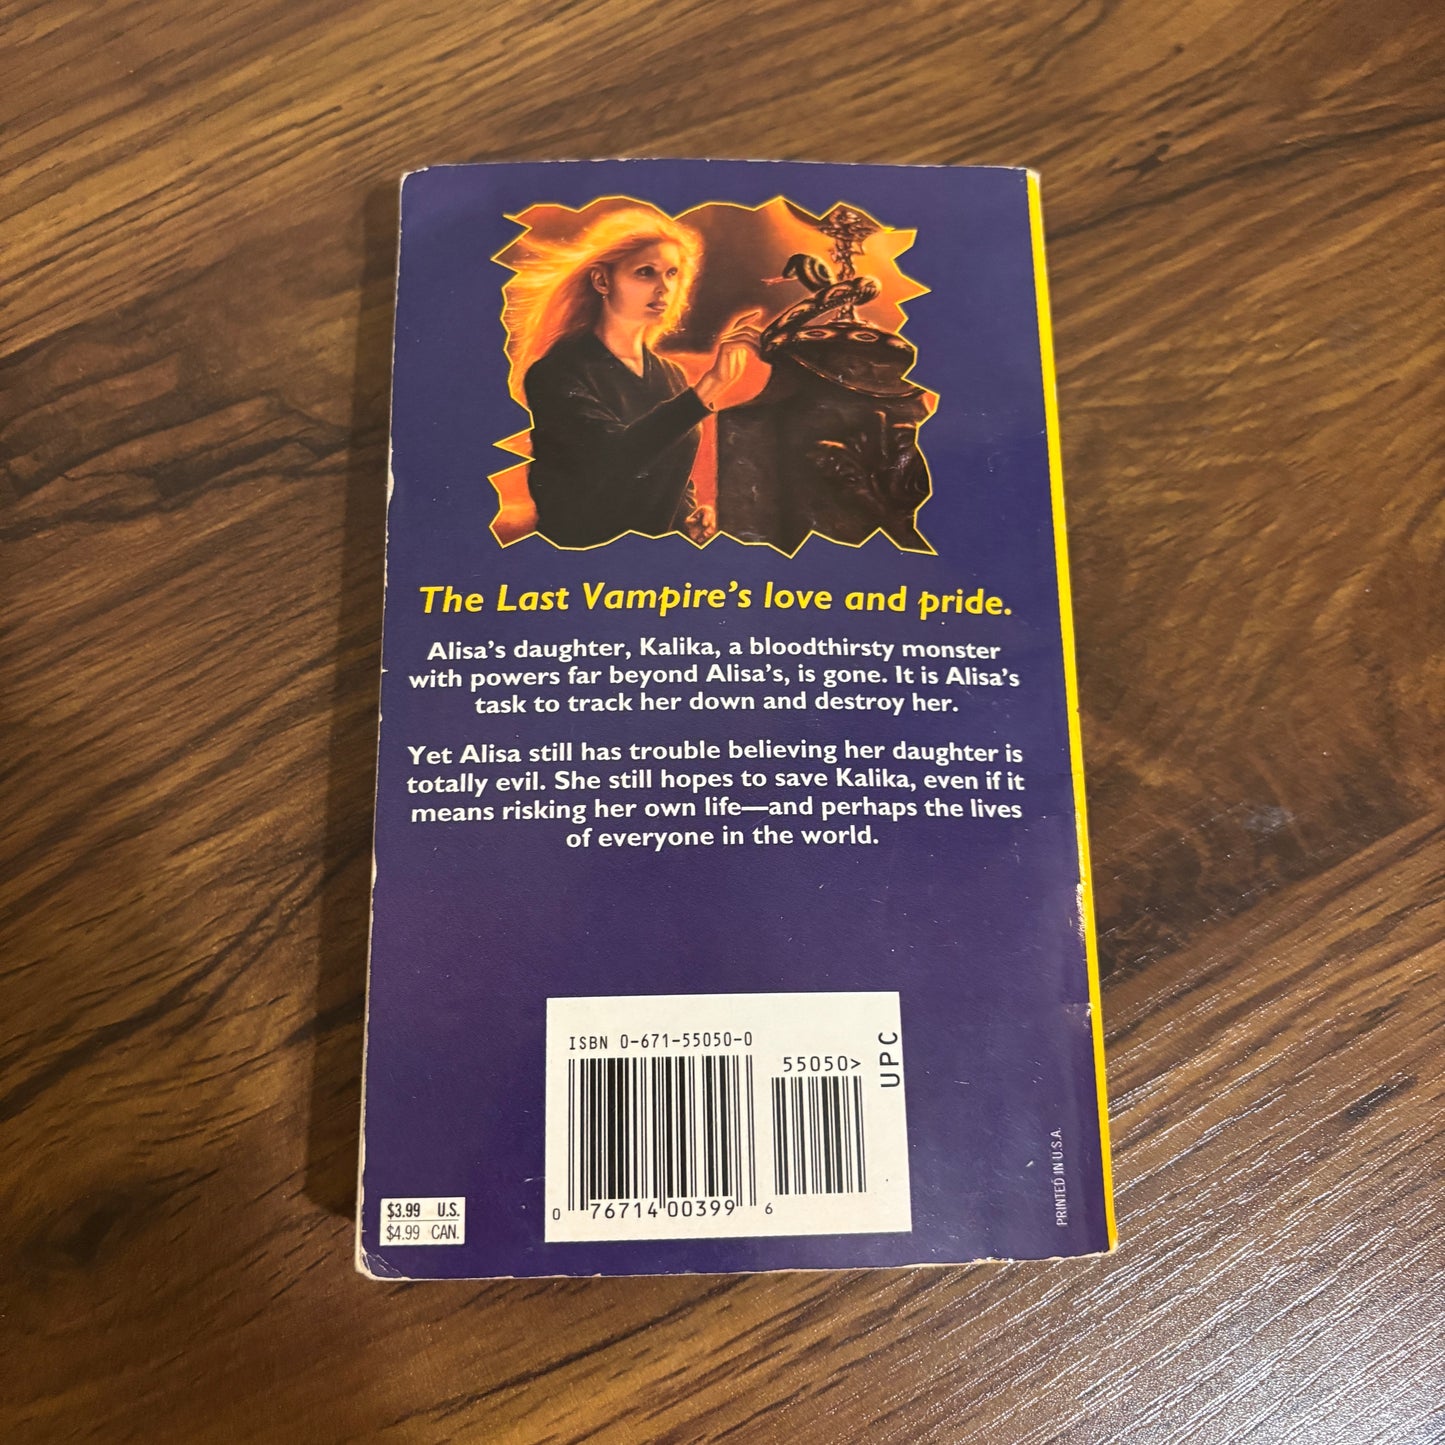 The Last Vampire's love and pride.
Alisa's daughter, Kalika, a bloodthirsty monster
with powers far beyond Alisa's, is gone. It is Alisa's
task to track her down and destroy her.
Yet Alisa still has trouble believing her daughter is
totally evil. She still hopes to save Kalika, even if it
means risking her own life—and perhaps the lives
of everyone in the world.
ISBN 0-671-55050-0
55050>
UPC
0 76714 00399 6
$3.99 U.S.
$4.99 CAN.
PRINTED IN U.S.A.